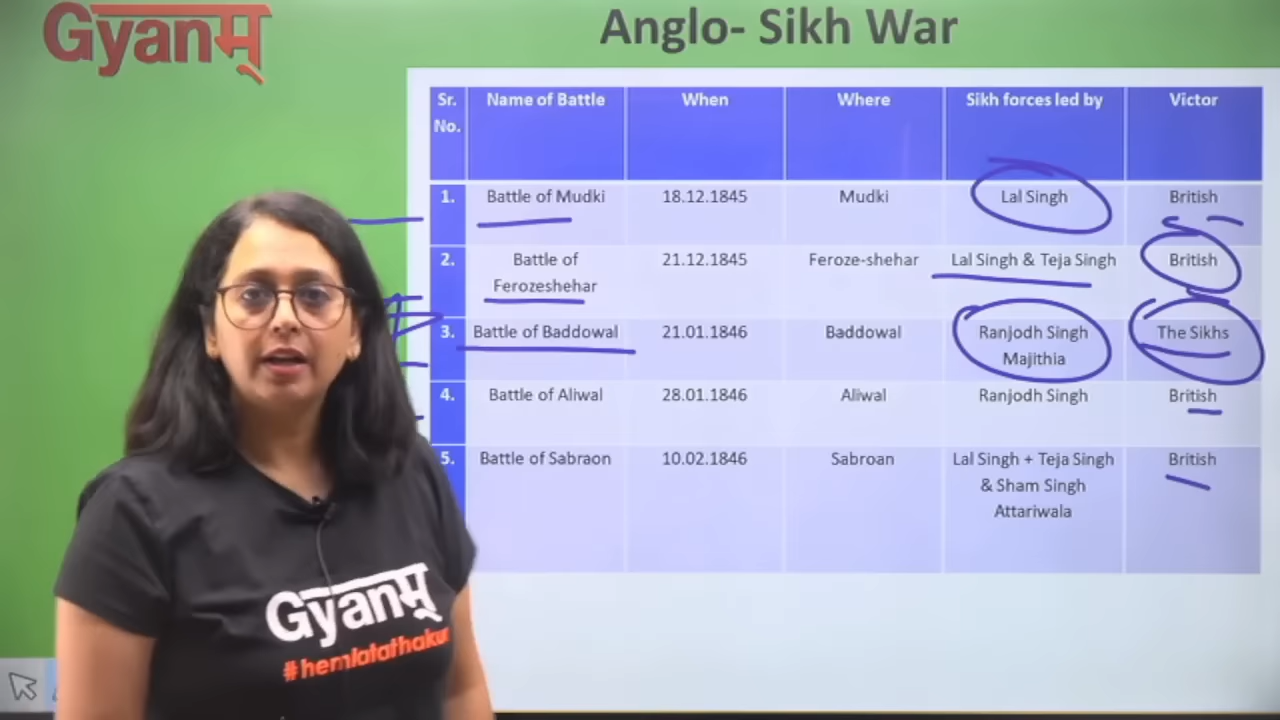 Gyanम्
Anglo- Sikh War
Sr. No. Name of Battle When Where Sikh forces led by Victor
1. Battle of Mudki 18.12.1845 Mudki Lal Singh British
2. Battle of Ferozeshehar 21.12.1845 Feroze-shehar Lal Singh & Teja Singh British
3. Battle of Baddowal 21.01.1846 Baddowal Ranjodh Singh Majithia The Sikhs
4. Battle of Aliwal 28.01.1846 Aliwal Ranjodh Singh British
5. Battle of Sabraon 10.02.1846 Sabroan Lal Singh + Teja Singh & Sham Singh Attariwala British
Gyanम्
#hemlatathakur